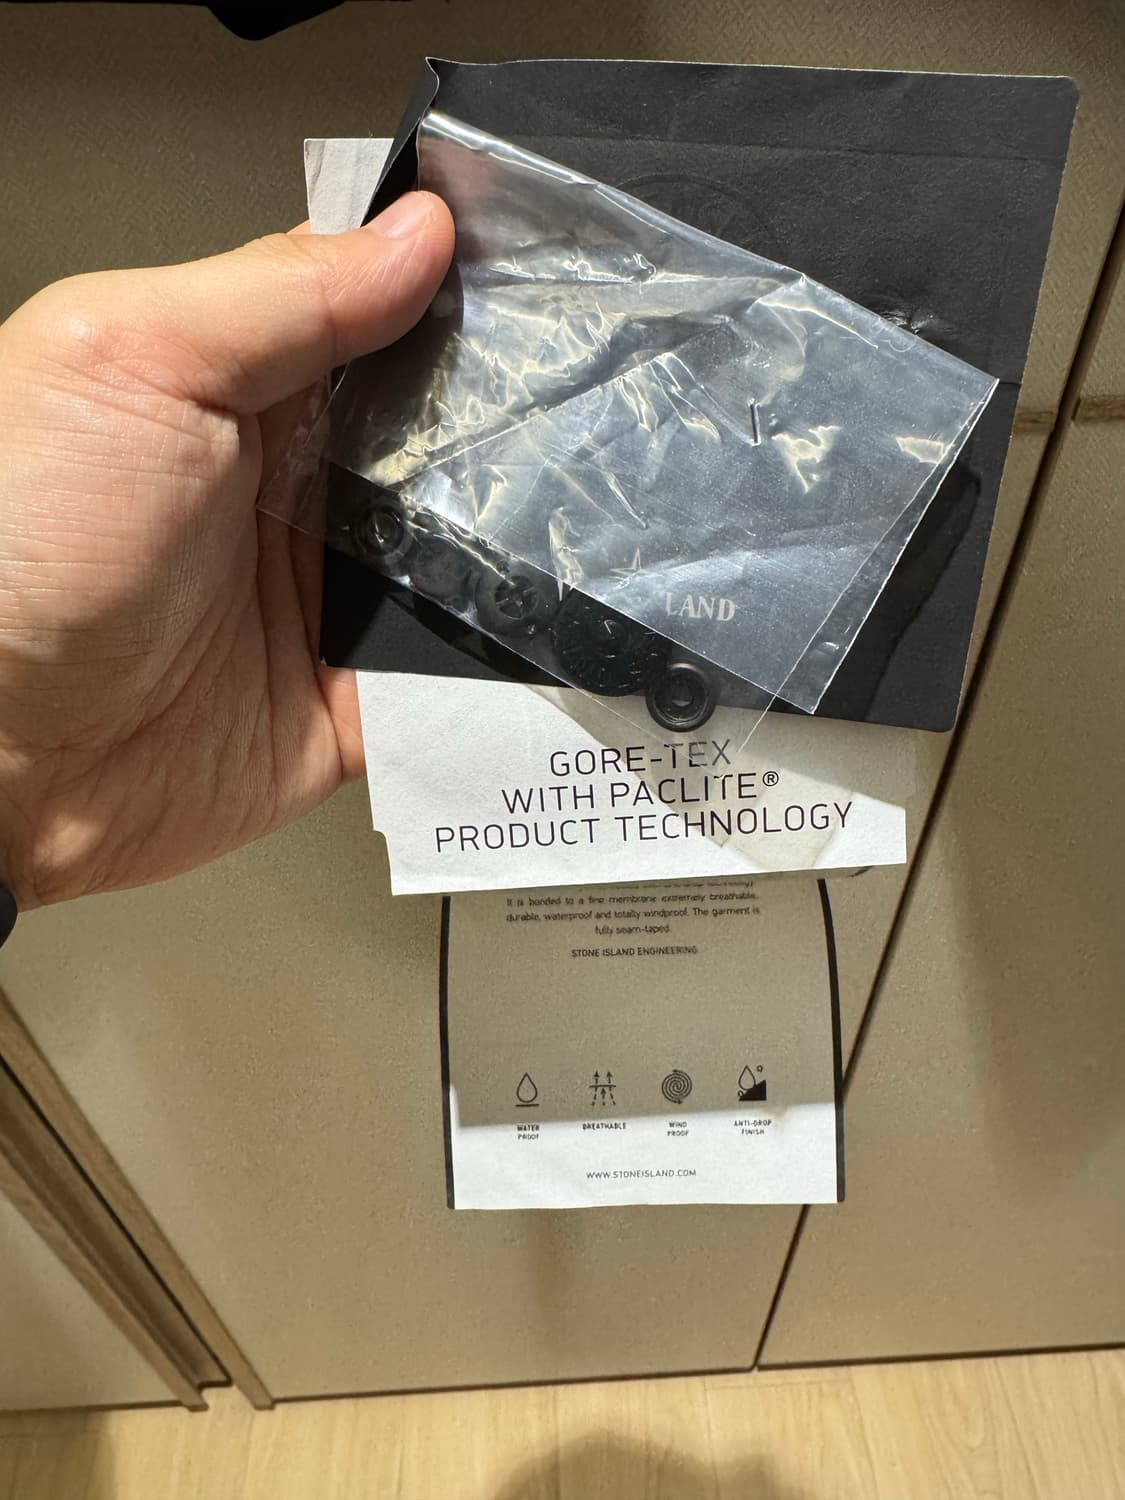 LAND
GORE-TEX
WITH PACLITE®
PRODUCT TECHNOLOGY
It is bonded to a fine membrane extremely breathable,
durable, waterproof and totally windproof. The garment is
fully seam-taped.
STONE ISLAND ENGINEERING
WATER PROOF
BREATHABLE
WIND PROOF
ANTI-DROP FINISH
WWW.STONEISLAND.COM